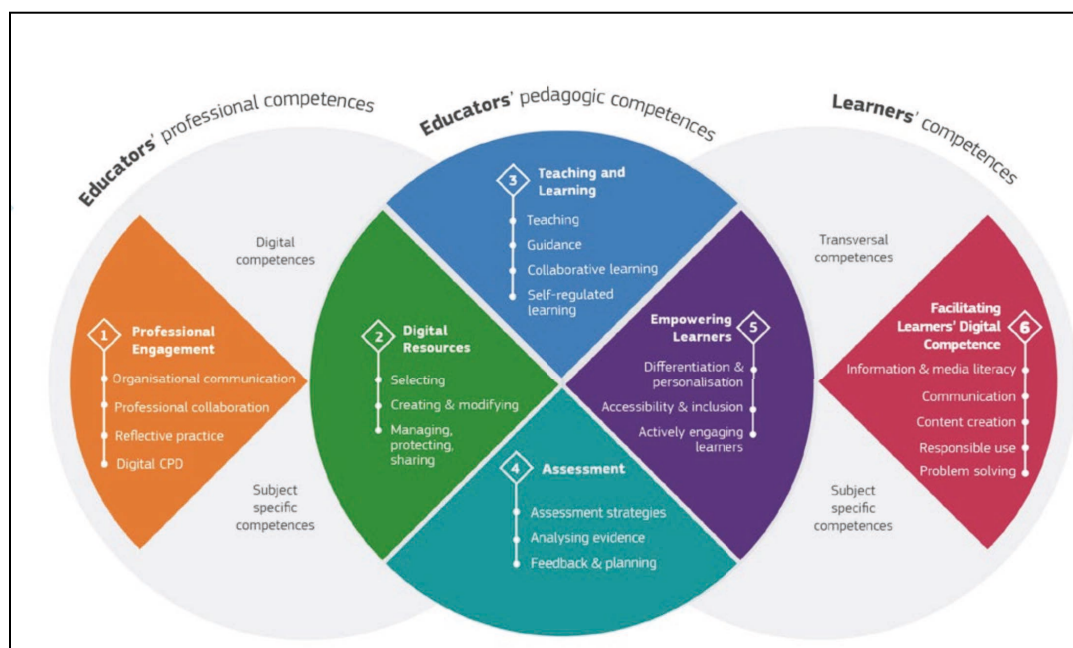 Educators' professional competences
Educators' pedagogic competences
Learners' competences
Digital
competences
Subject
specific
competences
1
Professional
Engagement
Organisational communication
Professional collaboration
Reflective practice
Digital CPD
2
Digital
Resources
Selecting
Creating & modifying
Managing,
protecting,
sharing
3
Teaching and
Learning
Teaching
Guidance
Collaborative learning
Self-regulated
learning
4
Assessment
Assessment strategies
Analysing evidence
Feedback & planning
5
Empowering
Learners
Differentiation &
personalisation
Accessibility & inclusion
Actively engaging
learners
Transversal
competences
Subject
specific
competences
6
Facilitating
Learners' Digital
Competence
Information & media literacy
Communication
Content creation
Responsible use
Problem solving